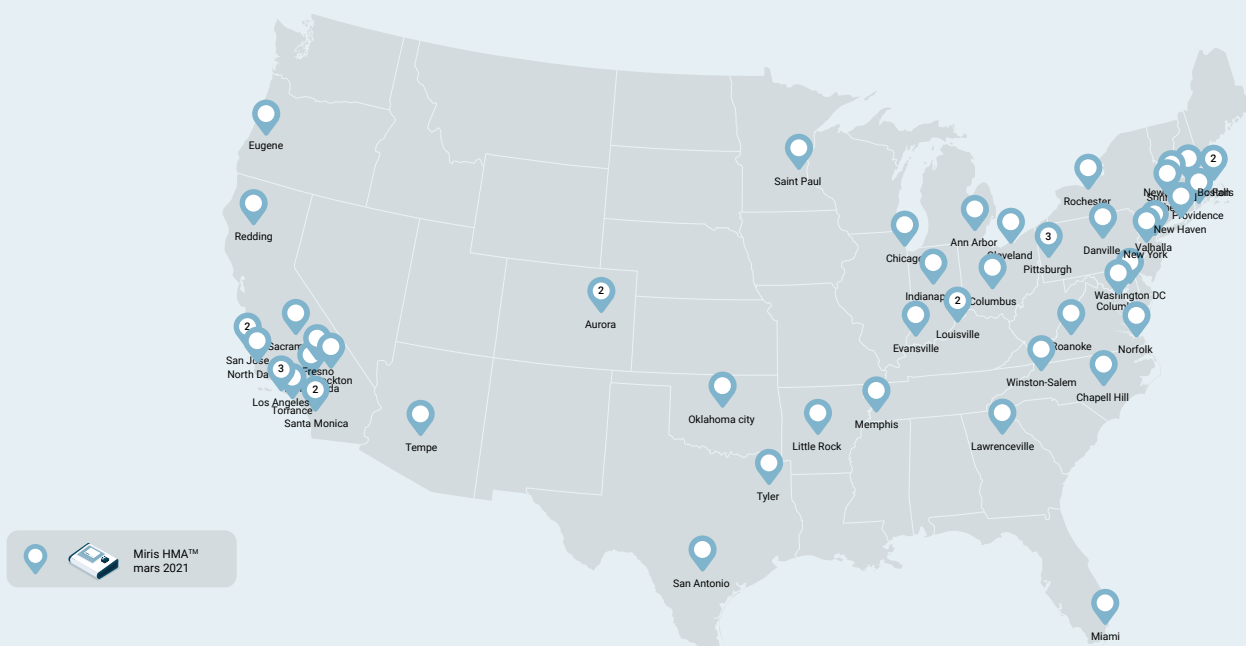 Eugene
Saint Paul
2
Rochester
Boston
Providence
Redding
New Haven
Ann Arbor
Cleveland
3
Danville
Valhalla
New York
Chicago
Pittsburgh
2
Indianap
2
Columbus
Washington DC
Aurora
Evansville
Louisville
Roanoke
Norfolk
2
Sacram
San Jose
North Da
3
Fresno
Los Angeles
Torrance
2
Santa Monica
Winston-Salem
Chapell Hill
Oklahoma city
Memphis
Tempe
Little Rock
Lawrenceville
Tyler
San Antonio
Miami
Miris HMA™
mars 2021